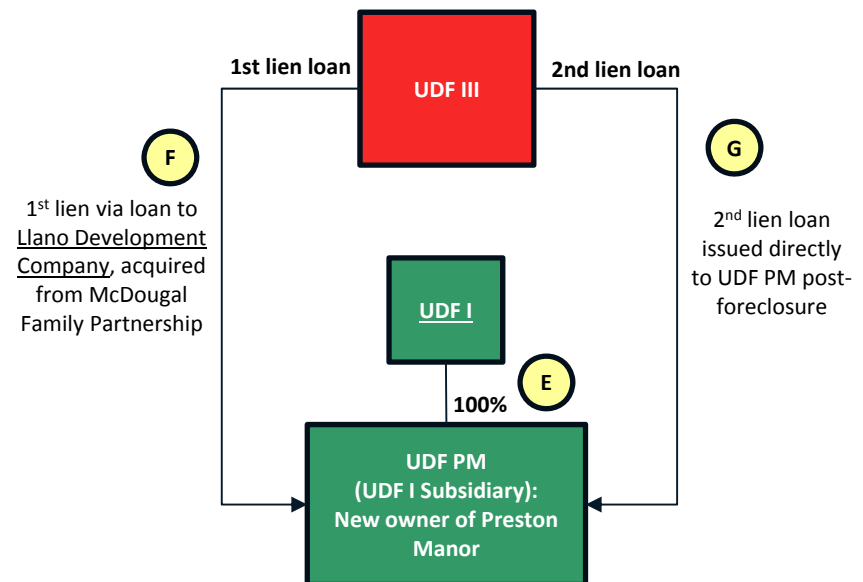 1st lien loan
UDF III
2nd lien loan
F
G
1st lien via loan to
Llano Development
Company, acquired
from McDougal
Family Partnership
2nd lien loan
issued directly
to UDF PM post-
foreclosure
UDF I
E
100%
UDF PM
(UDF I Subsidiary):
New owner of Preston
Manor